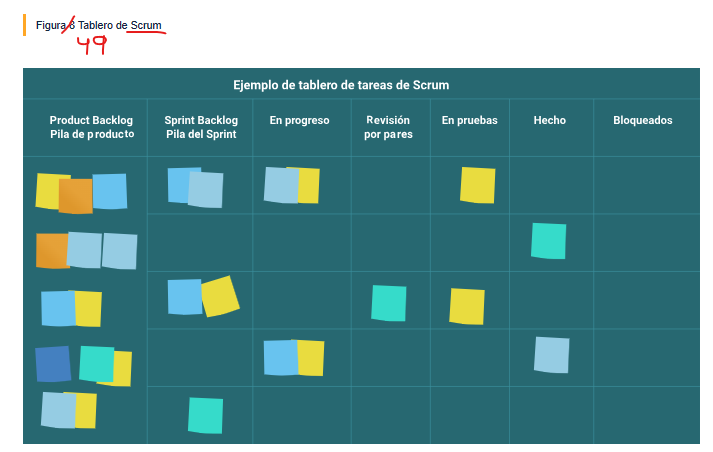 Figura 8 Tablero de Scrum
49
Ejemplo de tablero de tareas de Scrum
Product Backlog
Pila de producto
Sprint Backlog
Pila del Sprint
En progreso
Revisión
por pares
En pruebas
Hecho
Bloqueados